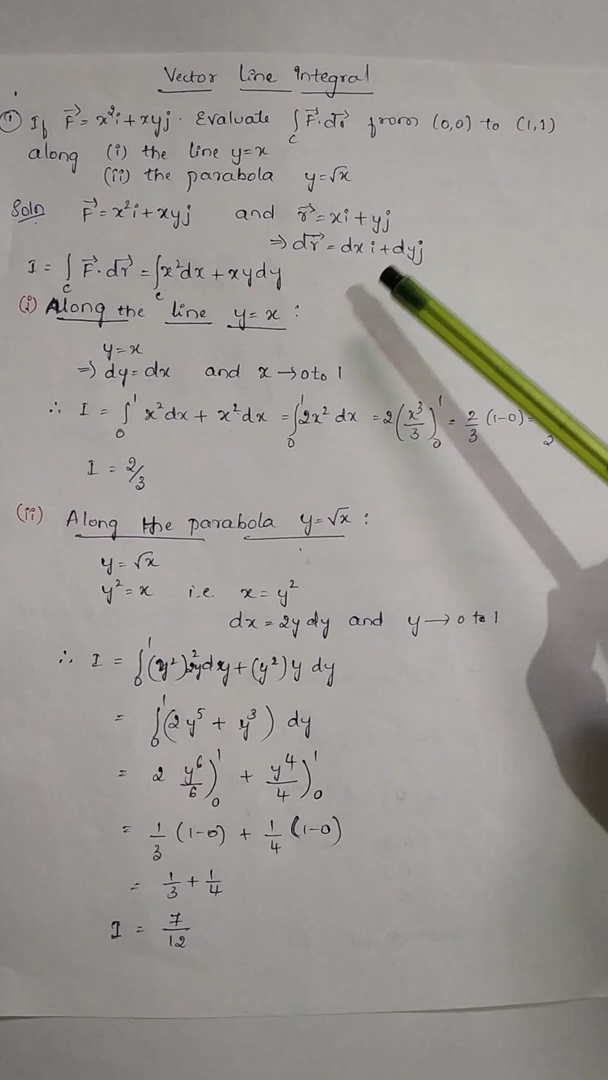 Vector Line Integral
① If F⃗ = x²i + xyj. Evaluate ∫_C F⃗·dr⃗ from (0,0) to (1,1)
along (i) the line y=x
(ii) the parabola y=√x
Soln F⃗ = x²i + xyj and r⃗ = xi + yj
⇒ dr⃗ = dxi + dyj
I = ∫_C F⃗·dr⃗ = ∫_C x²dx + xydy
(i) Along the line y=x :
y=x
⇒ dy=dx and x → 0 to 1
∴ I = ∫₀¹ x²dx + x²dx = ∫₀¹ 2x² dx = 2(x³/3)₀¹ = 2/3 (1-0) =
I = 2/3
(ii) Along the parabola y=√x :
y=√x
y²=x i.e. x=y²
dx = 2y dy and y → 0 to 1
∴ I = ∫₀¹ (y²)² 2y dy + (y²) y dy
= ∫₀¹ (2y⁵ + y³) dy
= 2 y⁶/6 )₀¹ + y⁴/4 )₀¹
= 1/3 (1-0) + 1/4 (1-0)
= 1/3 + 1/4
I = 7/12